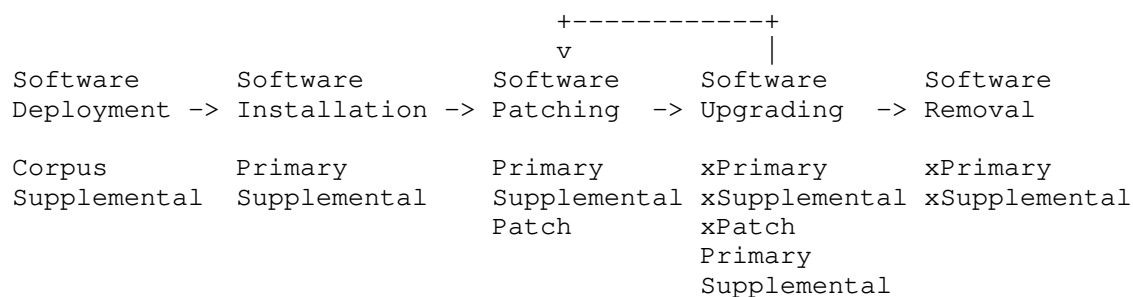 +------------+
v            |
Software Software Software Software Software
Deployment -> Installation -> Patching -> Upgrading -> Removal
Corpus Primary Primary xPrimary xPrimary
Supplemental Supplemental Supplemental xSupplemental xSupplemental
Patch xPatch
Primary
Supplemental